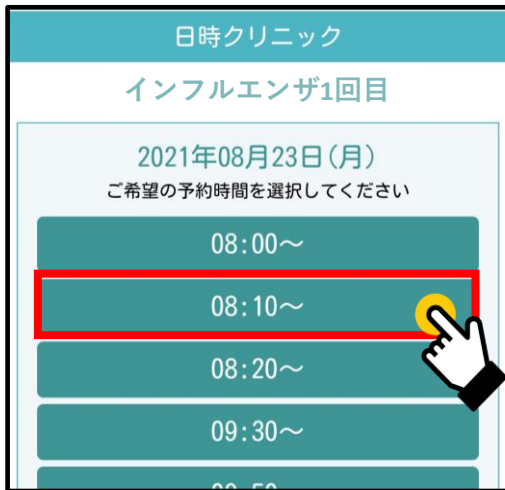 日時クリニック
インフルエンザ1回目
2021年08月23日(月)
ご希望の予約時間を選択してください
08:00～
08:10～
08:20～
09:30～